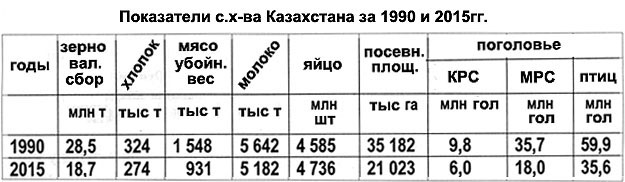 Показатели с.х-ва Казахстана за 1990 и 2015гг.
годы зерно вал. сбор хлопок мясо убойн. вес молоко яйцо посевн. площ. поголовье
КРС МРС птиц
млн т тыс т тыс т тыс т млн шт тыс га млн гол млн гол млн гол
1990 28,5 324 1 548 5 642 4 585 35 182 9,8 35,7 59,9
2015 18,7 274 931 5 182 4 736 21 023 6,0 18,0 35,6